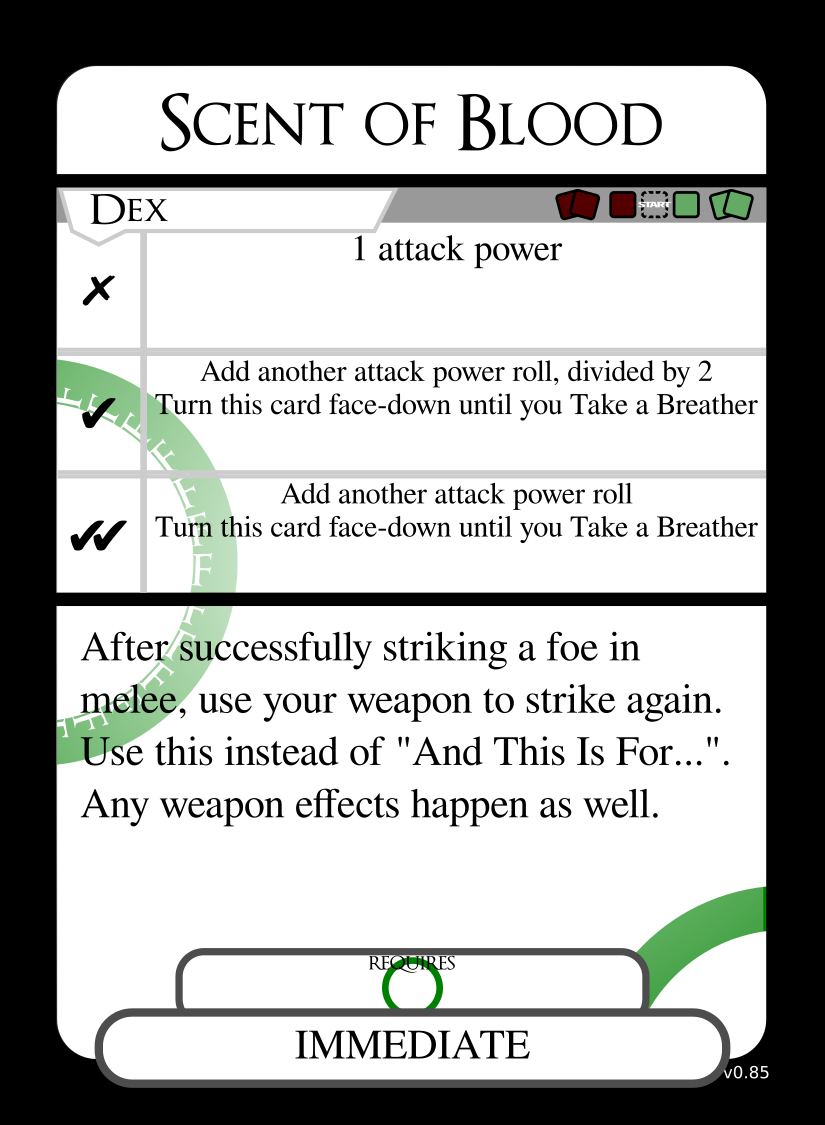 Scent of Blood
Dex
START
1 attack power
✗
Add another attack power roll, divided by 2
Turn this card face-down until you Take a Breather
✔
Add another attack power roll
Turn this card face-down until you Take a Breather
✔✔
After successfully striking a foe in
melee, use your weapon to strike again.
Use this instead of "And This Is For...".
Any weapon effects happen as well.
REQUIRES
IMMEDIATE
v0.85